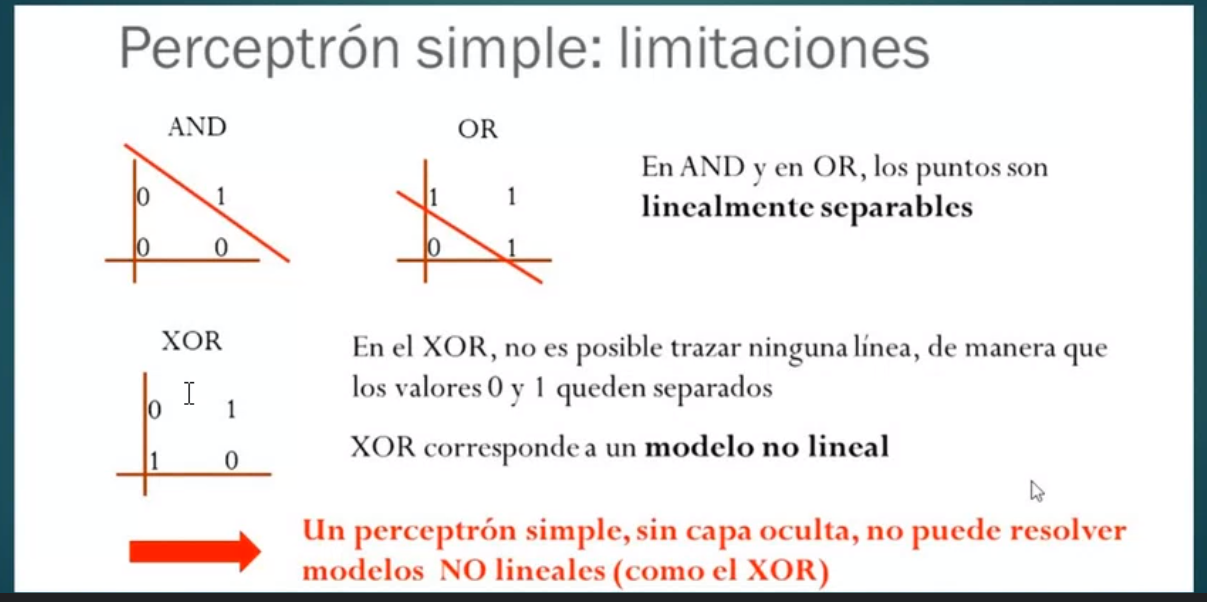 Perceptrón simple: limitaciones
AND
0 1
0 0
OR
1 1
0 1
En AND y en OR, los puntos son
linealmente separables
XOR
0 1
1 0
En el XOR, no es posible trazar ninguna línea, de manera que
los valores 0 y 1 queden separados
XOR corresponde a un modelo no lineal
Un perceptrón simple, sin capa oculta, no puede resolver
modelos NO lineales (como el XOR)